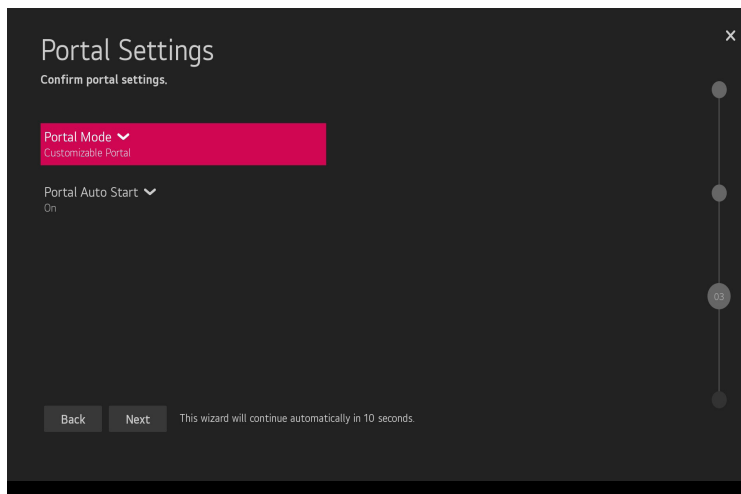 Portal Settings
Confirm portal settings.
Portal Mode
Customizable Portal
Portal Auto Start
On
03
Back
Next
This wizard will continue automatically in 10 seconds.